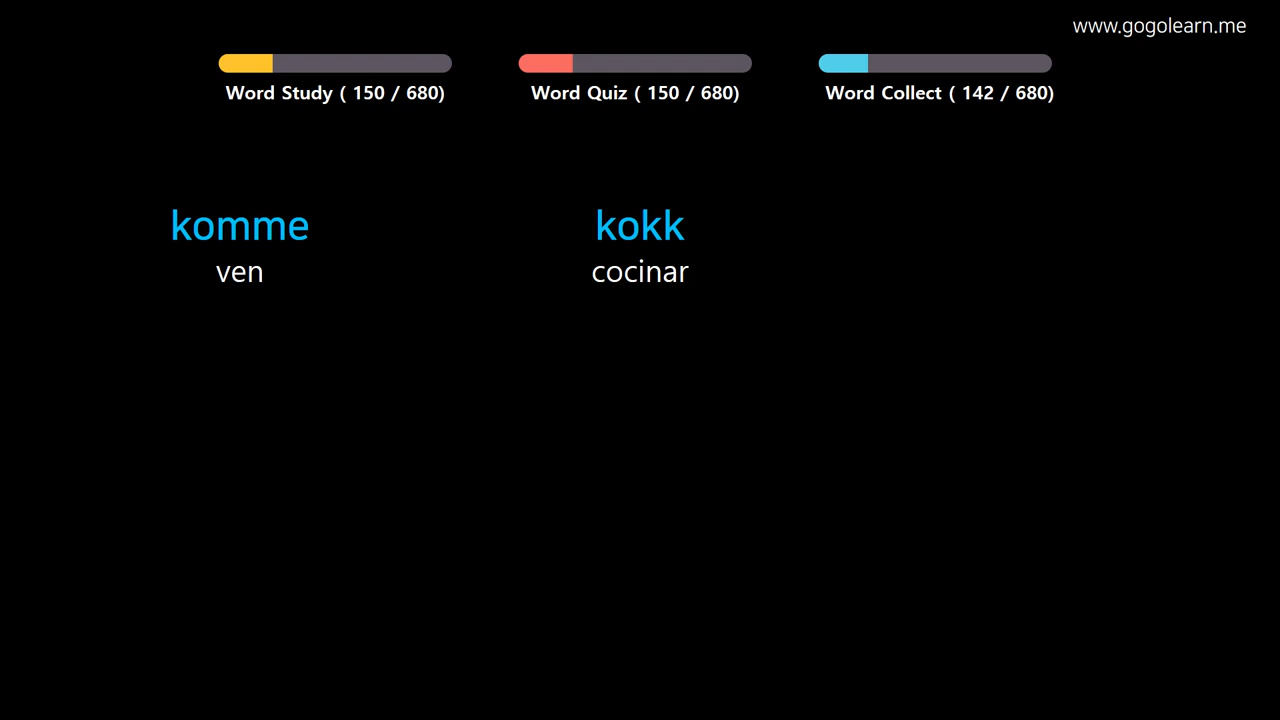 www.gogolearn.me
Word Study ( 150 / 680)
Word Quiz ( 150 / 680)
Word Collect ( 142 / 680)
komme
ven
kokk
cocinar